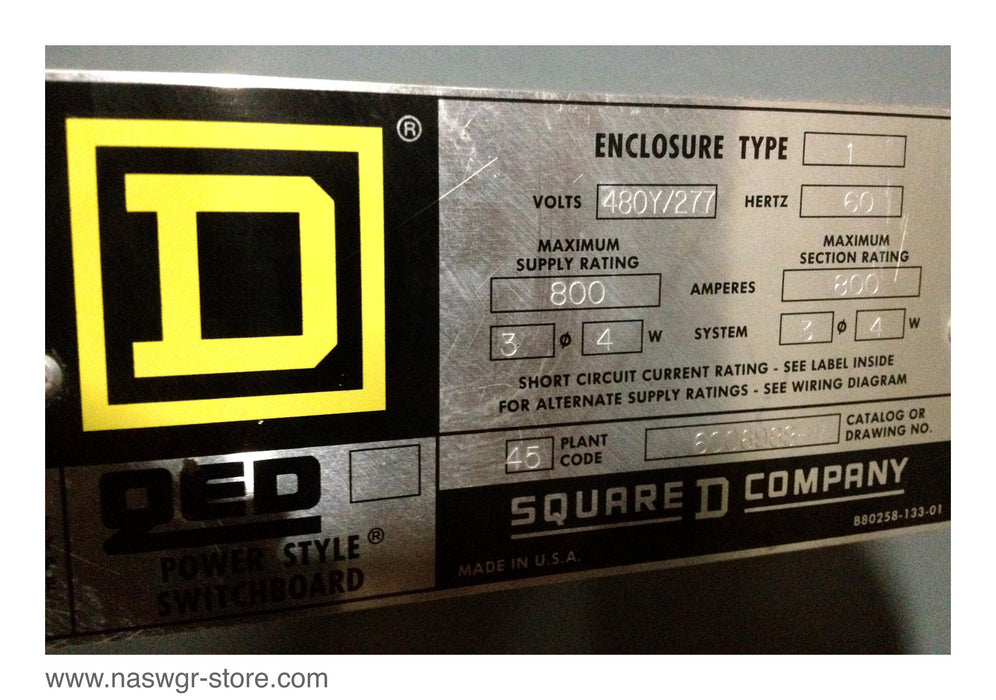 D ®
ENCLOSURE TYPE 1
VOLTS 480Y/277 HERTZ 60
MAXIMUM SUPPLY RATING
MAXIMUM SECTION RATING
800 AMPERES 800
3 ø 4 W SYSTEM 3 ø 4 W
SHORT CIRCUIT CURRENT RATING - SEE LABEL INSIDE
FOR ALTERNATE SUPPLY RATINGS - SEE WIRING DIAGRAM
45 PLANT CODE
CATALOG OR DRAWING NO.
QED
POWER STYLE®
SWITCHBOARD
SQUARE D COMPANY
B80258-133-01
MADE IN U.S.A.
www.naswgr-store.com